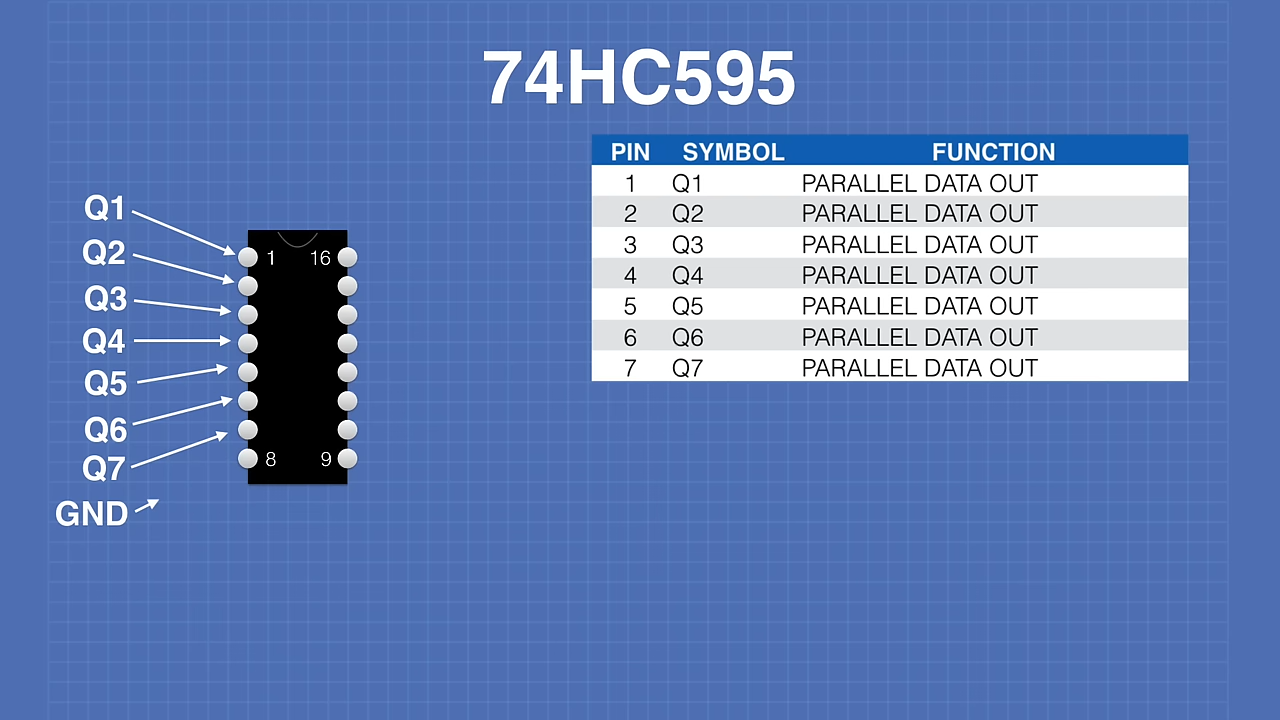 74HC595
PIN SYMBOL FUNCTION
1 Q1 PARALLEL DATA OUT
2 Q2 PARALLEL DATA OUT
3 Q3 PARALLEL DATA OUT
4 Q4 PARALLEL DATA OUT
5 Q5 PARALLEL DATA OUT
6 Q6 PARALLEL DATA OUT
7 Q7 PARALLEL DATA OUT
Q1
Q2
Q3
Q4
Q5
Q6
Q7
GND
1 16
8 9